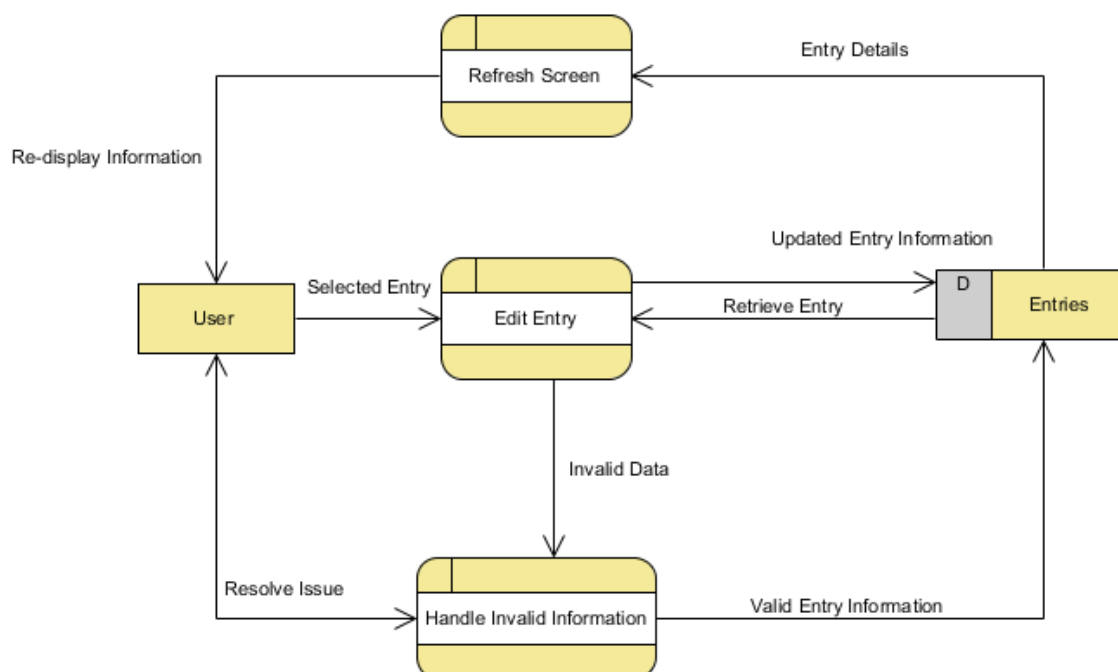 Entry Details
Refresh Screen
Re-display Information
Updated Entry Information
Selected Entry
D
Retrieve Entry
User
Edit Entry
Entries
Invalid Data
Resolve Issue
Handle Invalid Information
Valid Entry Information